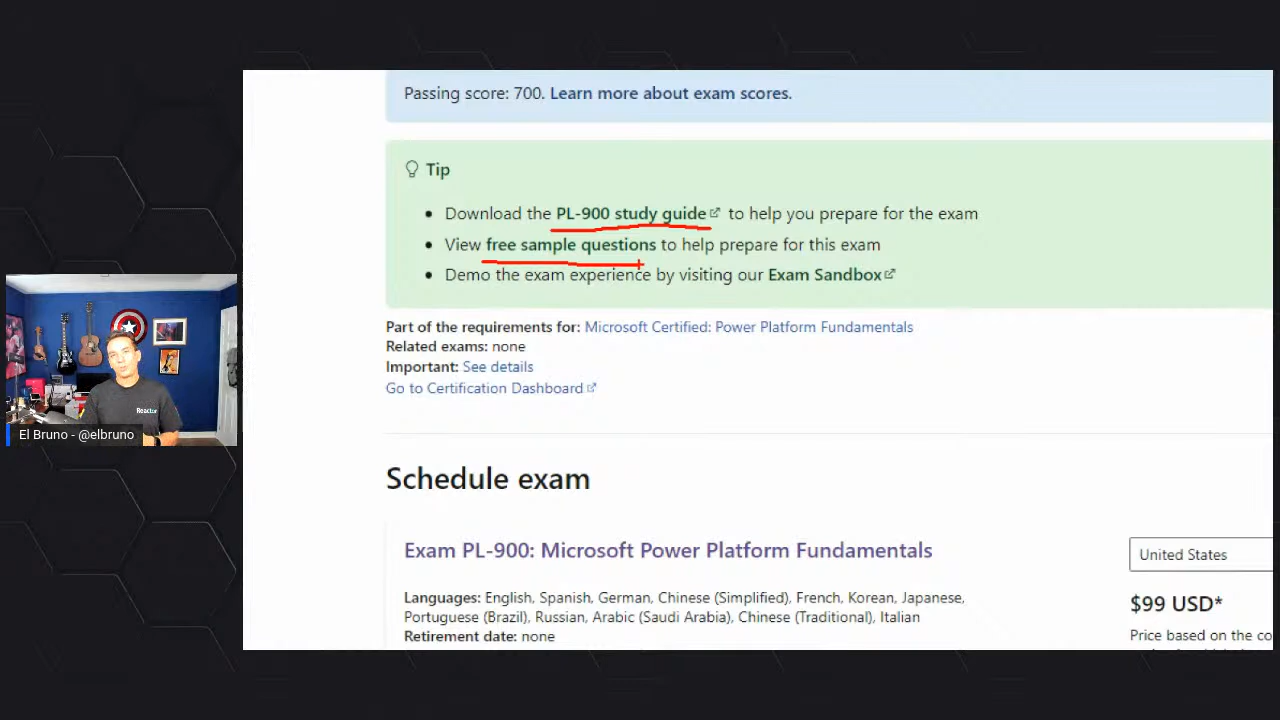 Passing score: 700. Learn more about exam scores.
Tip
Download the PL-900 study guide to help you prepare for the exam
View free sample questions to help prepare for this exam
Demo the exam experience by visiting our Exam Sandbox
Part of the requirements for: Microsoft Certified: Power Platform Fundamentals
Related exams: none
Important: See details
Go to Certification Dashboard
Reactor
El Bruno - @elbruno
Schedule exam
Exam PL-900: Microsoft Power Platform Fundamentals
United States
Languages: English, Spanish, German, Chinese (Simplified), French, Korean, Japanese,
Portuguese (Brazil), Russian, Arabic (Saudi Arabia), Chinese (Traditional), Italian
Retirement date: none
$99 USD*
Price based on the co